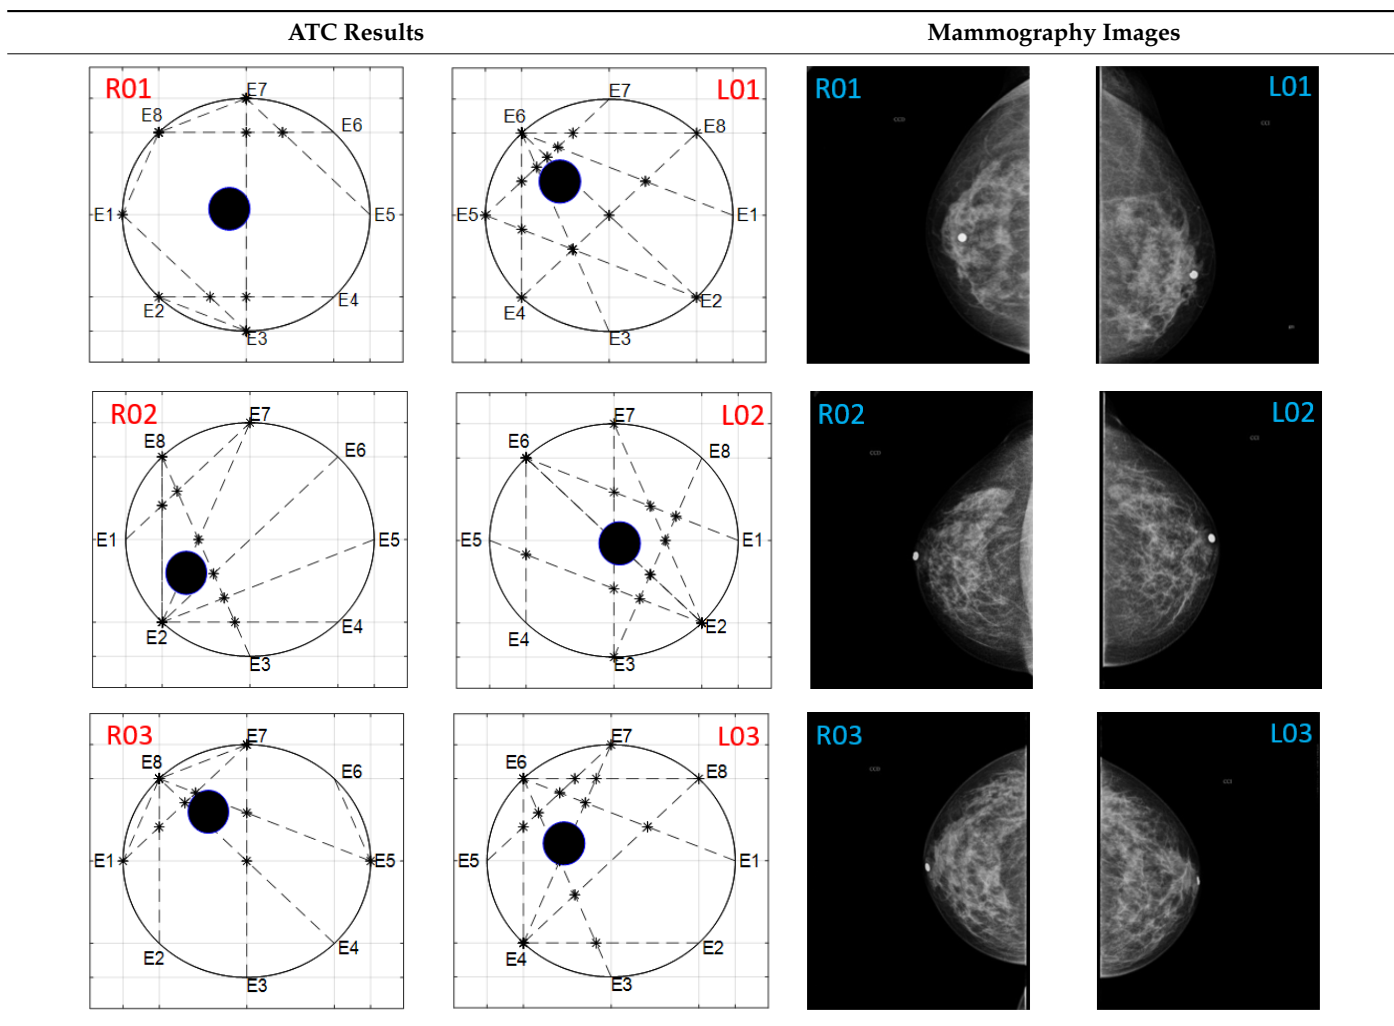 ATC Results Mammography Images
R01 E7 E8 E6 E1 E5 E2 E4 E3
L01 E7 E6 E8 E5 E1 E4 E2 E3
R01
L01
R02 E7 E8 E6 E1 E5 E2 E4 E3
L02 E7 E6 E8 E5 E1 E4 E2 E3
R02
L02
R03 E7 E8 E6 E1 E5 E2 E4 E3
L03 E7 E6 E8 E5 E1 E4 E2 E3
R03
L03